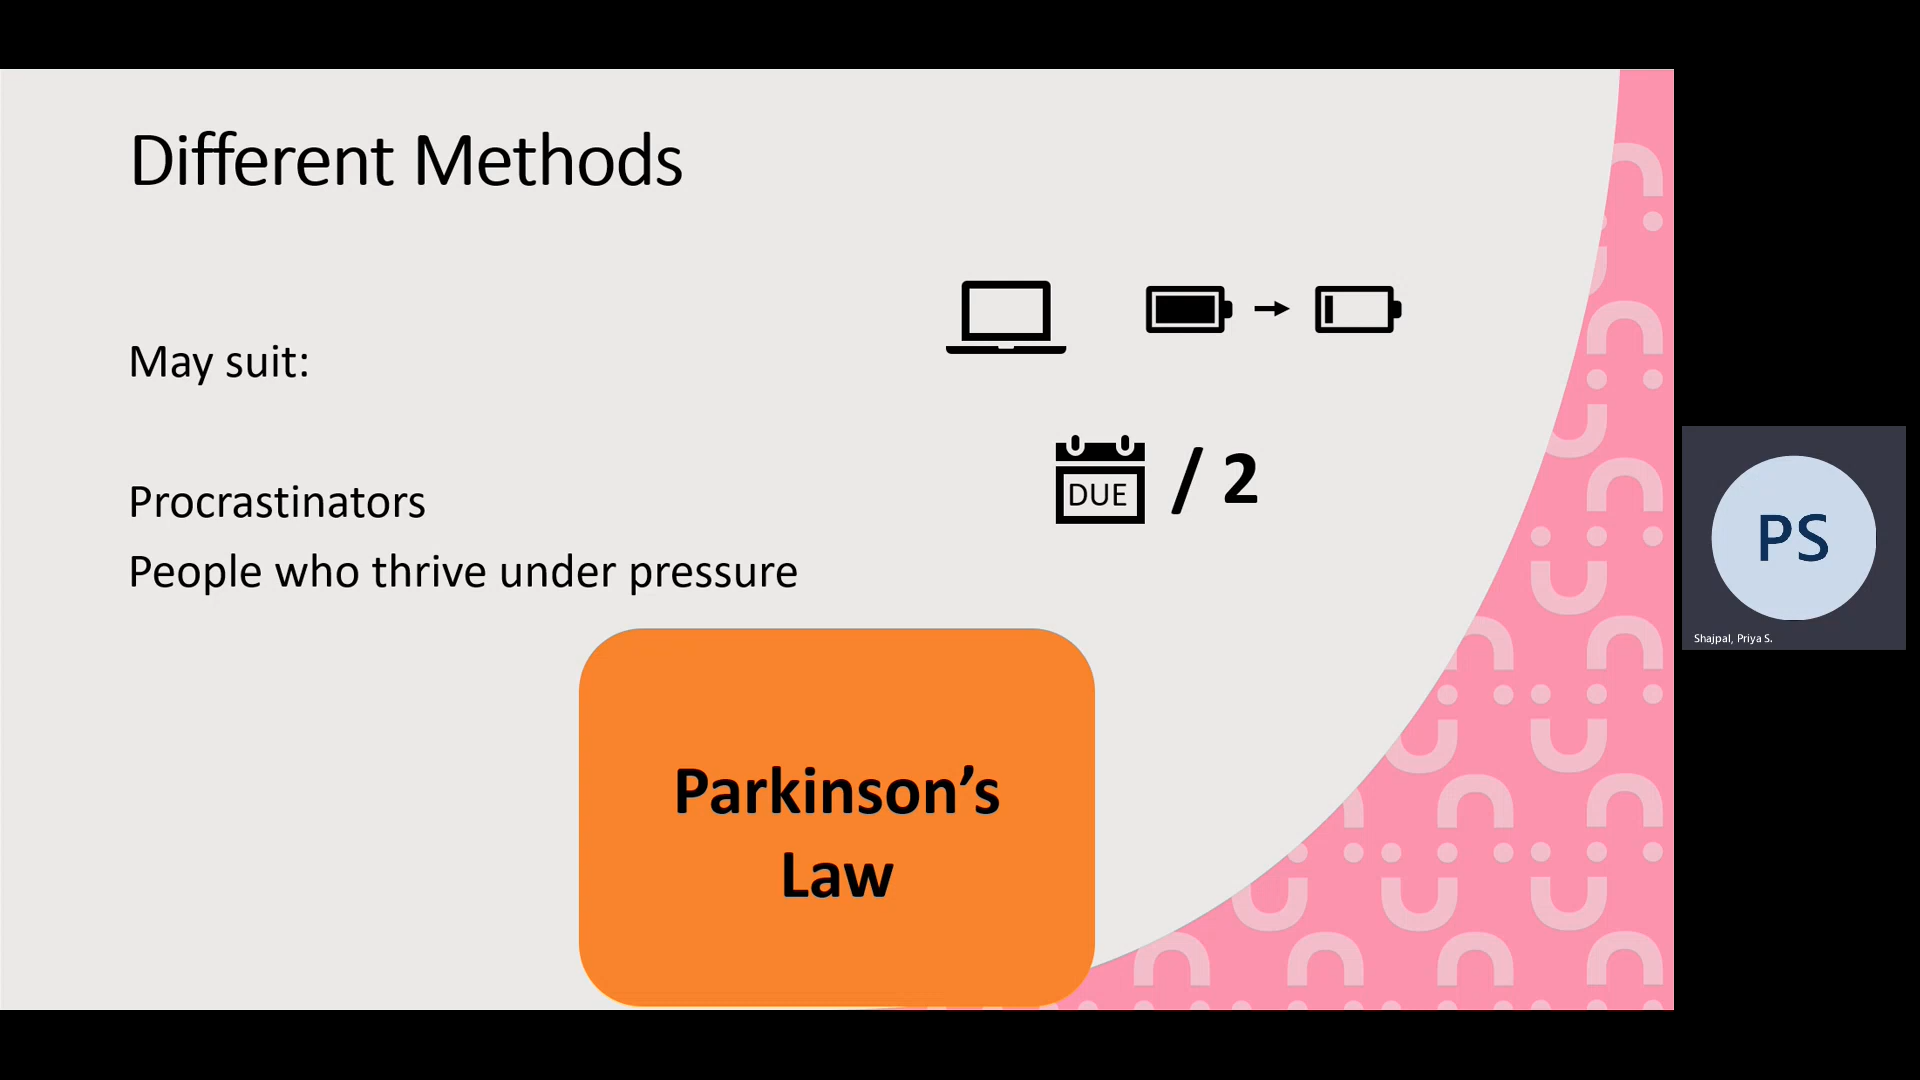 Different Methods
May suit:
Procrastinators
People who thrive under pressure
DUE / 2
Parkinson’s
Law
PS
Shajpal, Priya S.